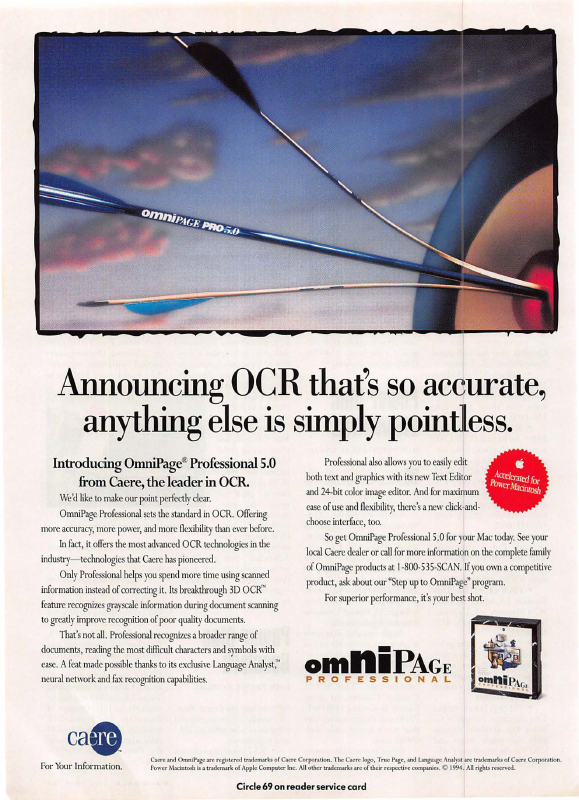 omniPAGE PRO 5.0
Announcing OCR that's so accurate,
anything else is simply pointless.
Introducing OmniPage® Professional 5.0
from Caere, the leader in OCR.
We'd like to make our point perfectly clear.
OmniPage Professional sets the standard in OCR. Offering
more accuracy, more power, and more flexibility than ever before.
In fact, it offers the most advanced OCR technologies in the
industry—technologies that Caere has pioneered.
Only Professional helps you spend more time using scanned
information instead of correcting it. Its breakthrough 3D OCR™
feature recognizes grayscale information during document scanning
to greatly improve recognition of poor quality documents.
That's not all. Professional recognizes a broader range of
documents, reading the most difficult characters and symbols with
ease. A feat made possible thanks to its exclusive Language Analyst,™
neural network and fax recognition capabilities.
Professional also allows you to easily edit
both text and graphics with its new Text Editor
and 24-bit color image editor. And for maximum
ease of use and flexibility, there's a new click-and-
choose interface, too.
Accelerated for
Power Macintosh
So get OmniPage Professional 5.0 for your Mac today. See your
local Caere dealer or call for more information on the complete family
of OmniPage products at 1-800-535-SCAN. If you own a competitive
product, ask about our "Step up to OmniPage" program.
For superior performance, it's your best shot.
omniPAGE
PROFESSIONAL
omniPAGE
PROFESSIONAL
caere™
For Your Information.
Caere and OmniPage are registered trademarks of Caere Corporation. The Caere logo, True Page, and Language Analyst are trademarks of Caere Corporation.
Power Macintosh is a trademark of Apple Computer Inc. All other trademarks are of their respective companies. © 1994. All rights reserved.
Circle 69 on reader service card